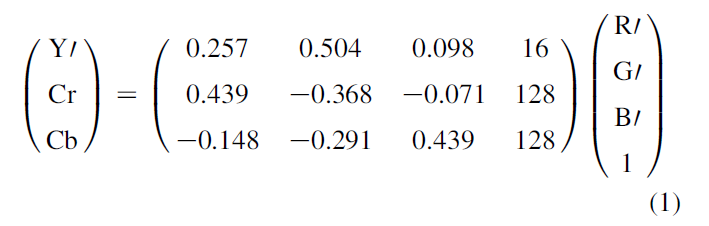 Y′ 0.257 0.504 0.098 16 R′
Cr = 0.439 −0.368 −0.071 128 G′
Cb −0.148 −0.291 0.439 128 B′
1
(1)